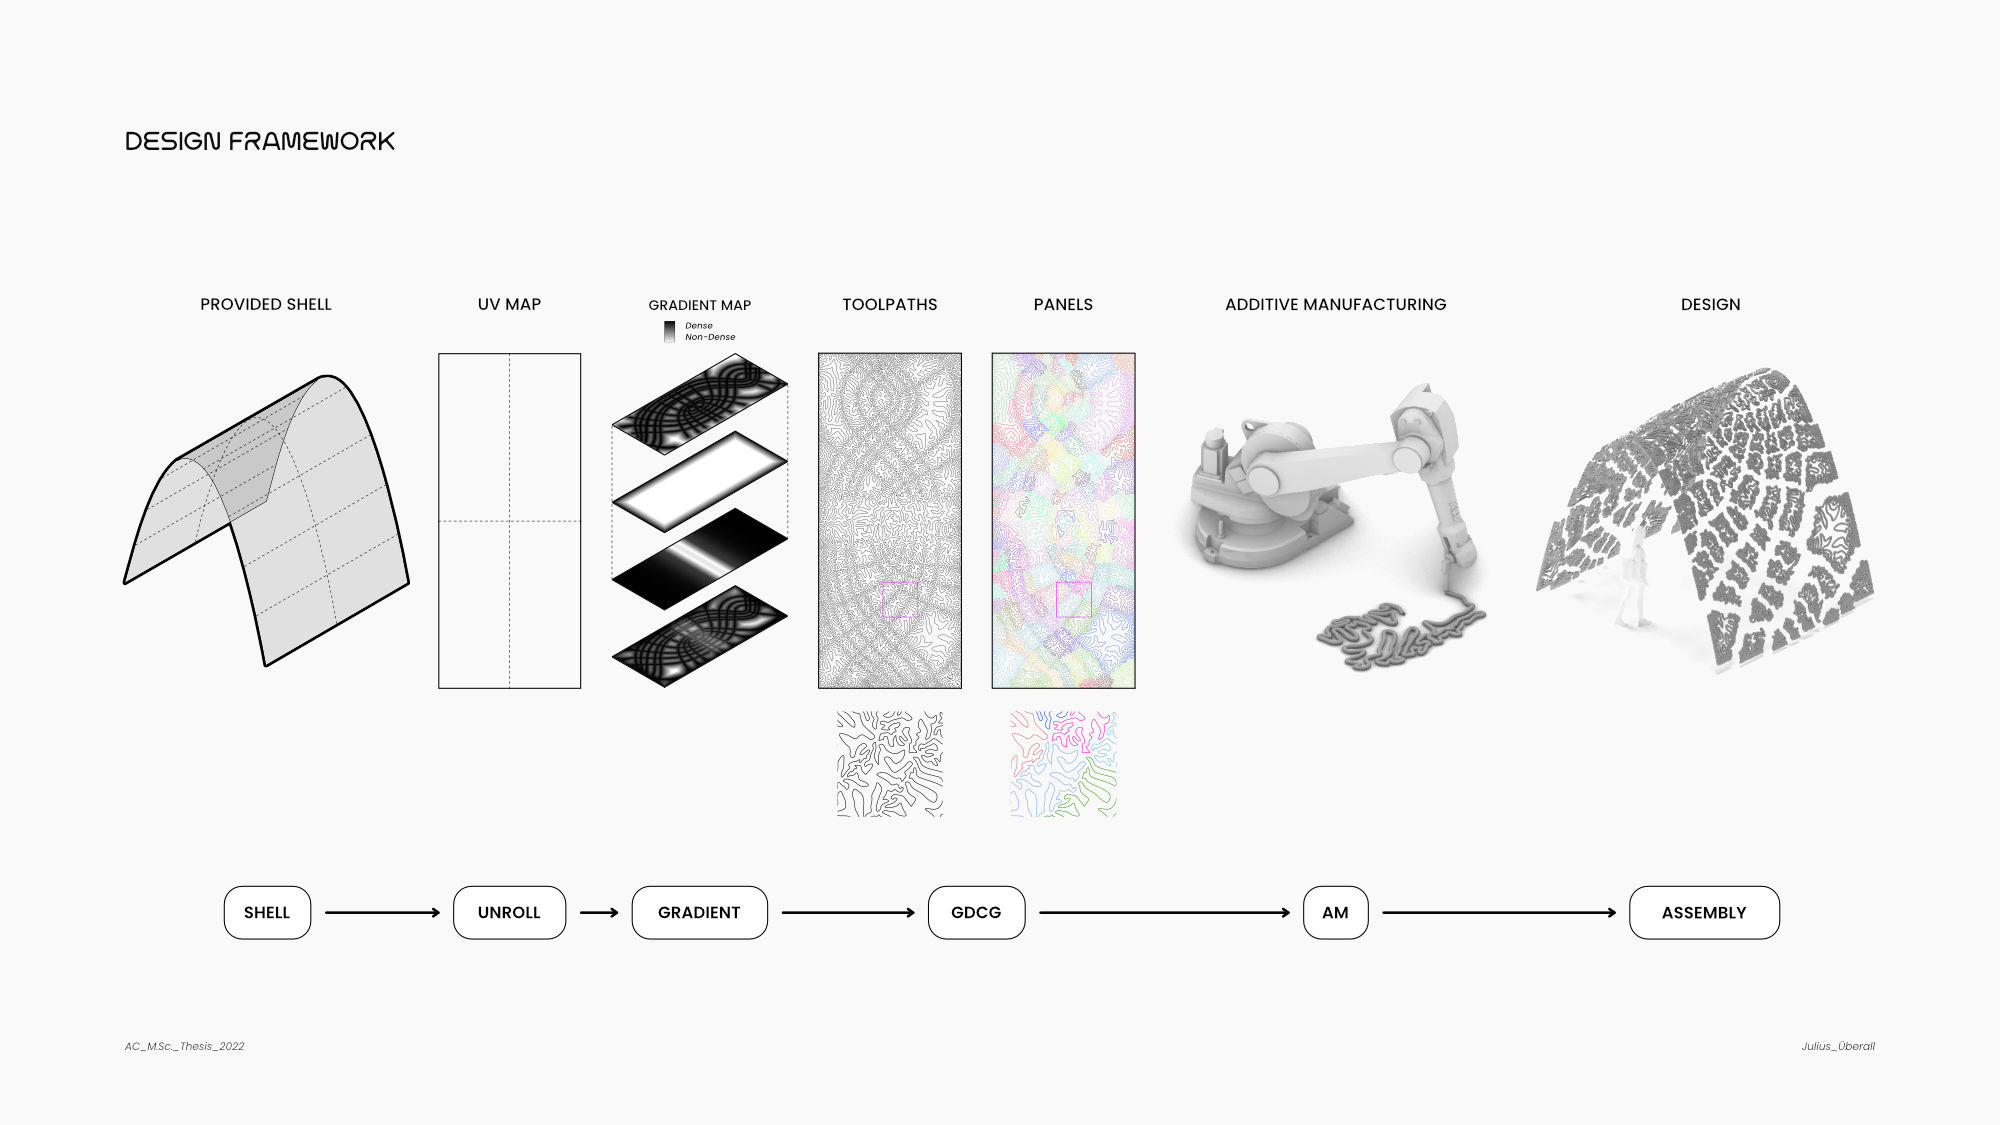 DESIGN FRAMEWORK
PROVIDED SHELL
UV MAP
GRADIENT MAP
Dense
Non-Dense
TOOLPATHS
PANELS
ADDITIVE MANUFACTURING
DESIGN
SHELL
UNROLL
GRADIENT
GDCG
AM
ASSEMBLY
AC_M.Sc._Thesis_2022
Julius_Überall